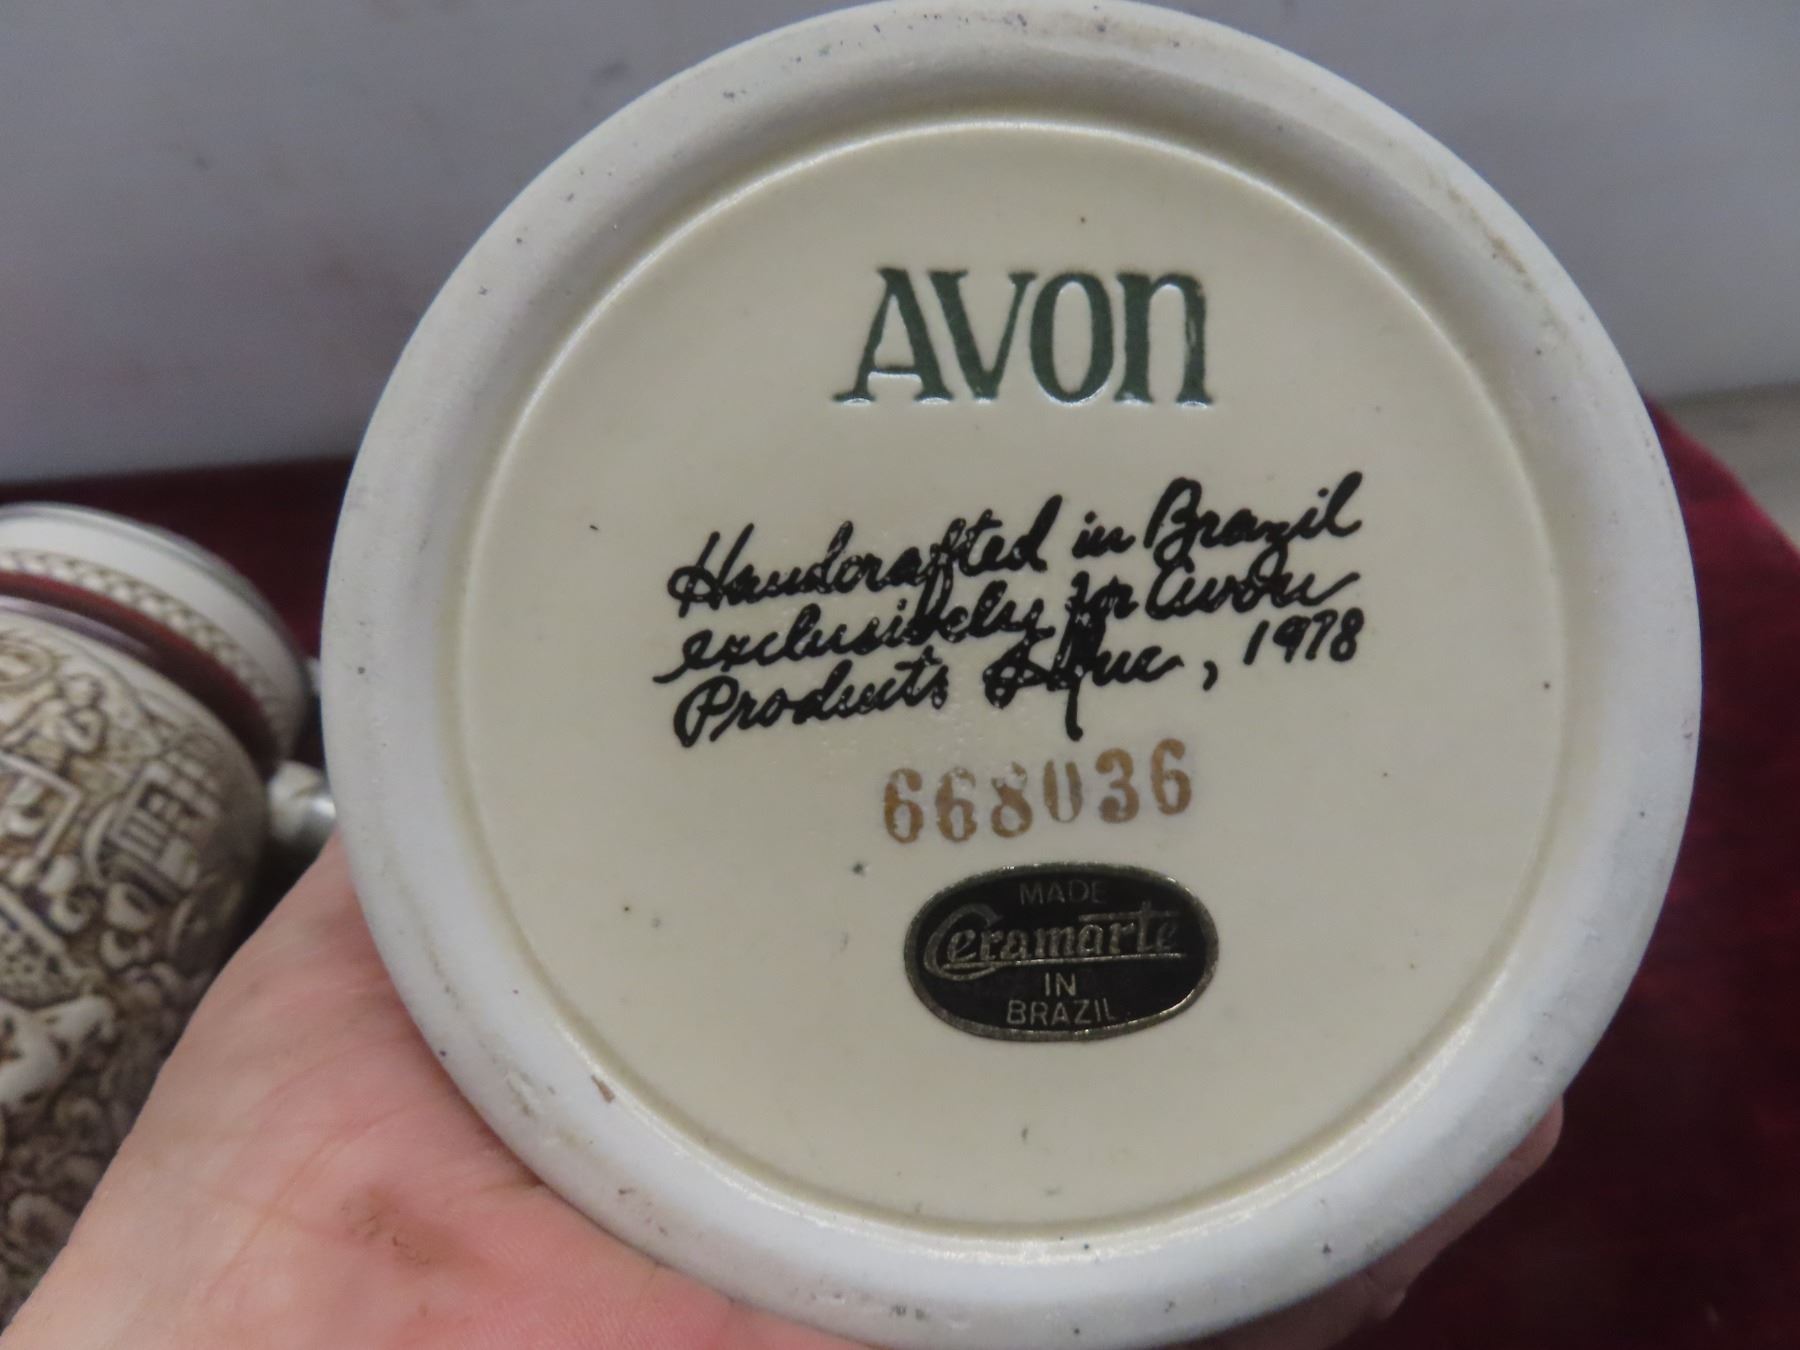 AVON
Handcrafted in Brazil
exclusively for Avon
Products Inc, 1978
668036
MADE
Ceramarte
IN
BRAZIL